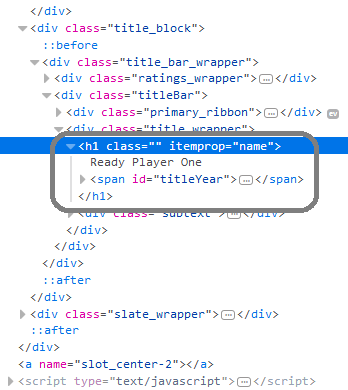 </div>
<div class="title_block">
::before
<div class="title_bar_wrapper">
<div class="ratings_wrapper">…</div>
<div class="titleBar">
<div class="primary_ribbon">…</div> ev
<div class="title_wrapper">
<h1 class="" itemprop="name">
Ready Player One
<span id="titleYear">…</span>
</h1>
<div class="subtext">…</div>
</div>
</div>
</div>
::after
</div>
<div class="slate_wrapper">…</div>
::after
</div>
<a name="slot_center-2"></a>
<script type="text/javascript">…</script>